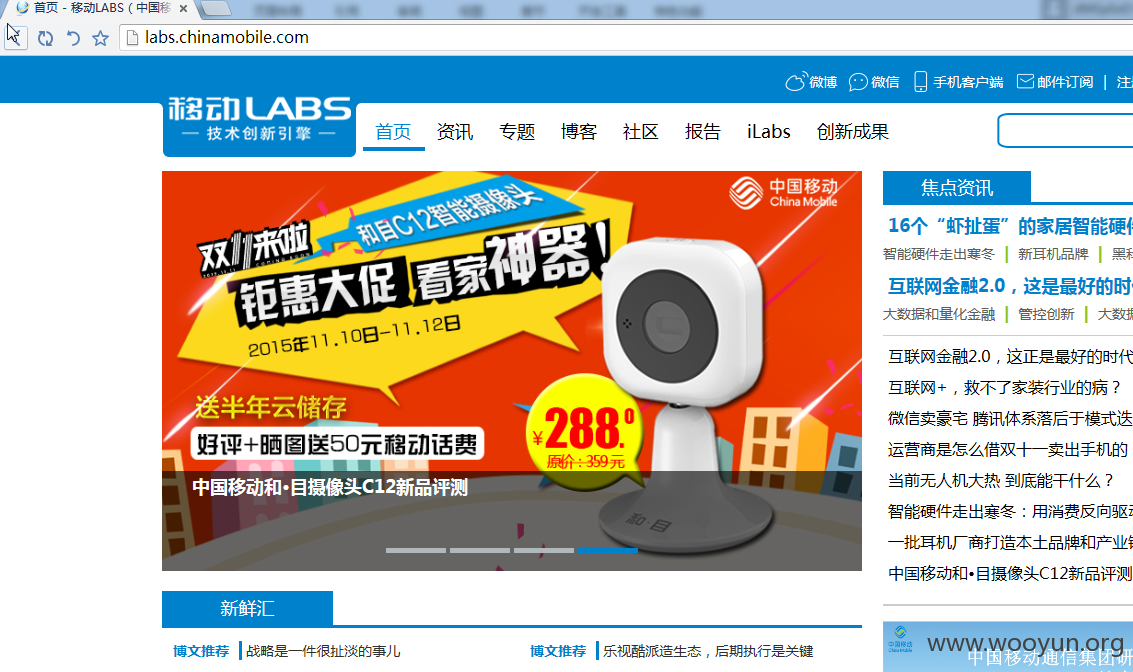 首页 - 移动LABS（中国移
labs.chinamobile.com
微博 微信 手机客户端 邮件订阅 | 注
移动LABS
技术创新引擎
首页 资讯 专题 博客 社区 报告 iLabs 创新成果
中国移动
China Mobile
和目C12智能摄像头
双11来啦
2015.11.11 COMING SOON
钜惠大促 看家神器!
2015年11.10日-11.12日
送半年云储存
好评+晒图送50元移动话费
¥288.0
原价：359元
和·目
中国移动和•目摄像头C12新品评测
焦点资讯
16个“虾扯蛋”的家居智能硬件
智能硬件走出寒冬 | 新耳机品牌 | 黑科
互联网金融2.0，这是最好的时
大数据和量化金融 | 管控创新 | 大数据
互联网金融2.0，这正是最好的时代
互联网+，救不了家装行业的病？
微信卖豪宅 腾讯体系落后于模式迭
运营商是怎么借双十一卖出手机的
当前无人机大热 到底能干什么？
智能硬件走出寒冬：用消费反向驱动
一批耳机厂商打造本土品牌和产业链
中国移动和•目摄像头C12新品评测
新鲜汇
博文推荐 | 战略是一件很扯淡的事儿
博文推荐 | 乐视酷派造生态，后期执行是关键
中国移动
China Mobile
www.wooyun.org
中国移动通信集团研